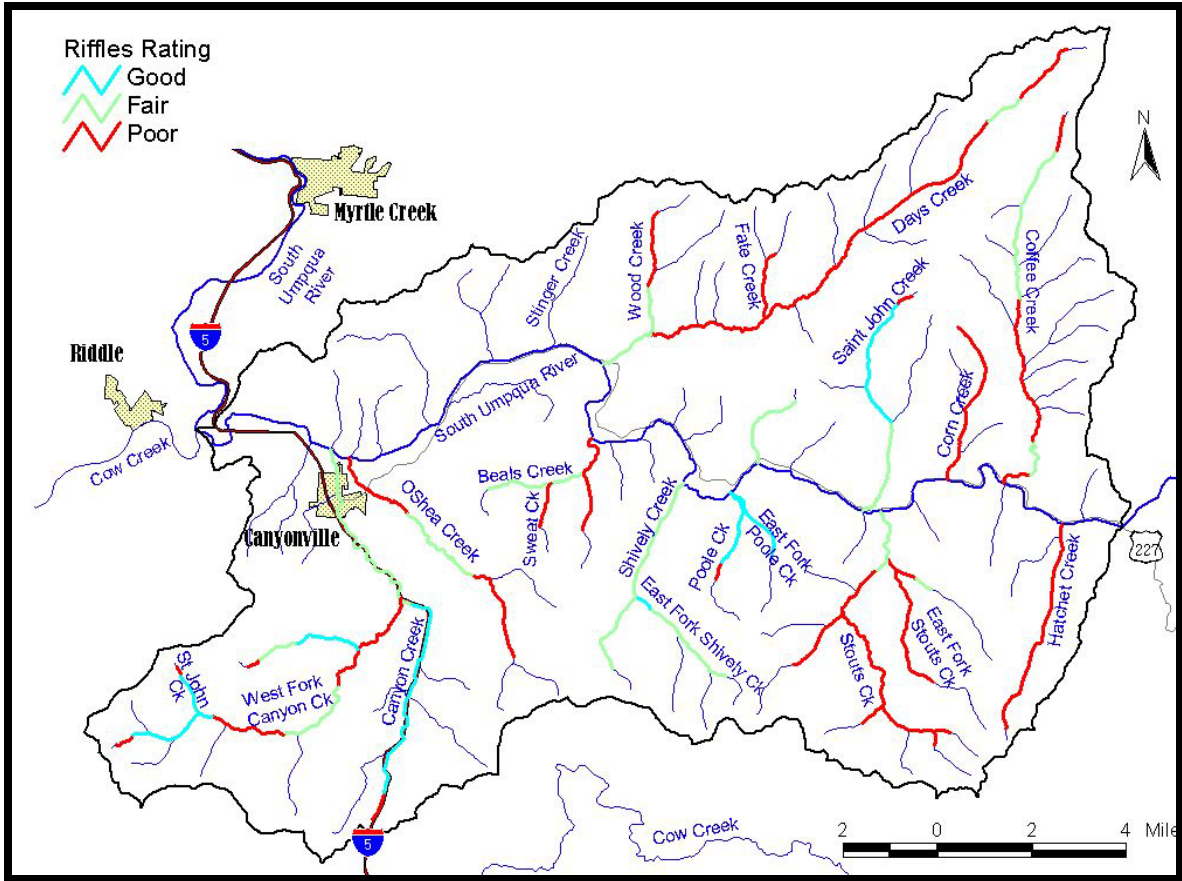 Riffles Rating
Good
Fair
Poor
N
Myrtle Creek
South
Umpqua
River
5
Riddle
Cow Creek
Canyonville
Stinger Creek
Wood Creek
Fate Creek
Days Creek
Coffee Creek
Saint John Creek
Corn Creek
South Umpqua River
Beals Creek
Sweat Ck
OShea Creek
Shively Creek
East Fork Shively Ck
Poole Ck
East Fork
Poole Ck
Stouts Ck
East Fork
Stouts Ck
Hatchet Creek
227
Canyon Creek
West Fork
Canyon Ck
St John
Ck
5
Cow Creek
2 0 2 4 Mile